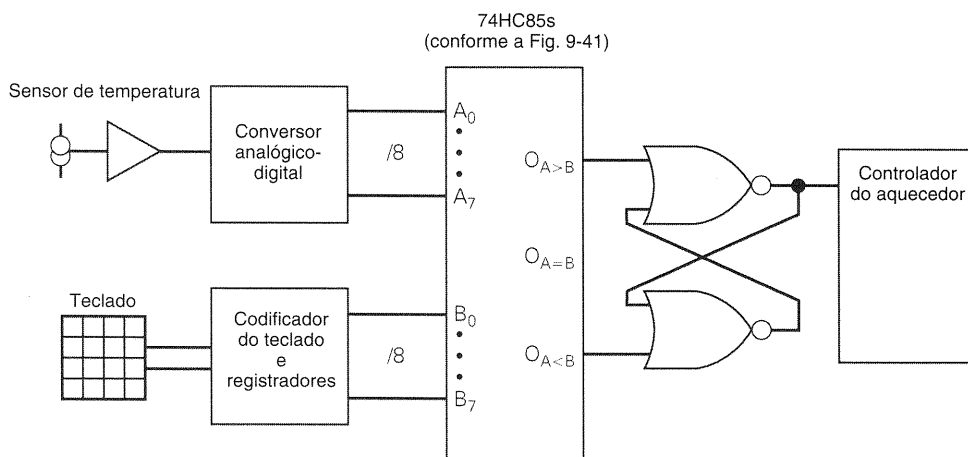 74HC85s
(conforme a Fig. 9-41)
Sensor de temperatura
Conversor
analógico-
digital
/8
A0
A7
OA>B
OA=B
OA<B
Controlador
do aquecedor
Teclado
Codificador
do teclado
e
registradores
/8
B0
B7